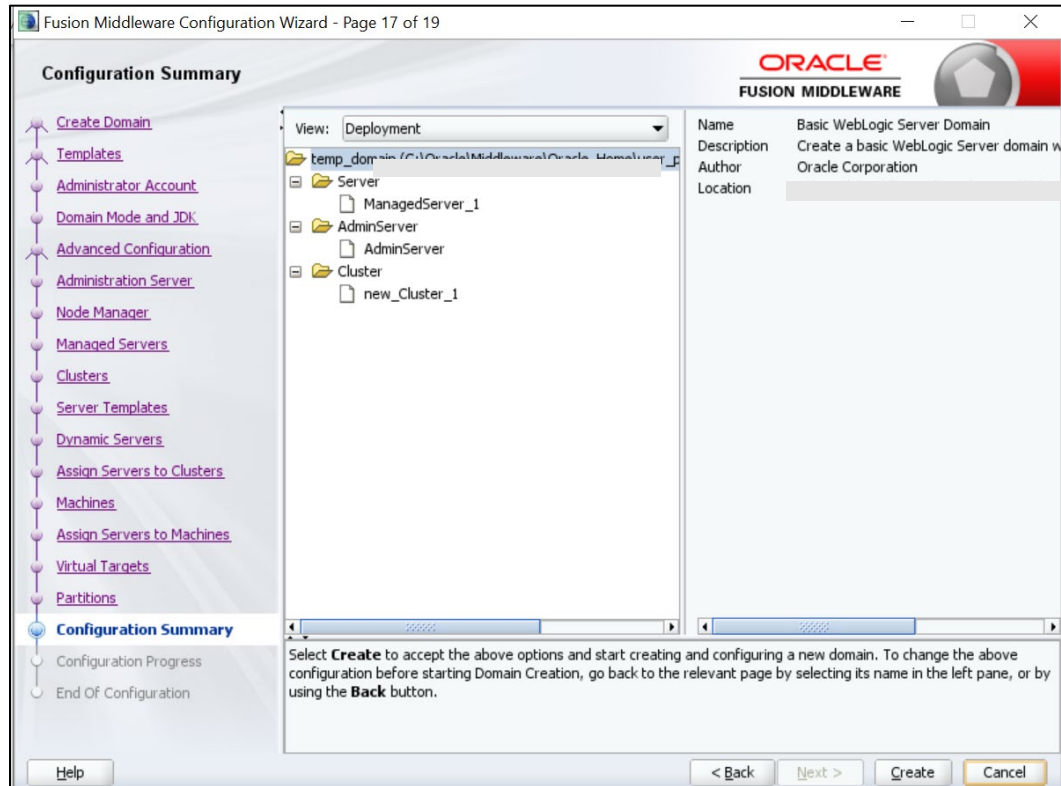 Fusion Middleware Configuration Wizard - Page 17 of 19
Configuration Summary
ORACLE
FUSION MIDDLEWARE
Create Domain
Templates
Administrator Account
Domain Mode and JDK
Advanced Configuration
Administration Server
Node Manager
Managed Servers
Clusters
Server Templates
Dynamic Servers
Assign Servers to Clusters
Machines
Assign Servers to Machines
Virtual Targets
Partitions
Configuration Summary
Configuration Progress
End Of Configuration
View: Deployment
temp_domain
Server
ManagedServer_1
AdminServer
AdminServer
Cluster
new_Cluster_1
Name Basic WebLogic Server Domain
Description Create a basic WebLogic Server domain w
Author Oracle Corporation
Location
Select Create to accept the above options and start creating and configuring a new domain. To change the above
configuration before starting Domain Creation, go back to the relevant page by selecting its name in the left pane, or by
using the Back button.
Help
< Back Next > Create Cancel